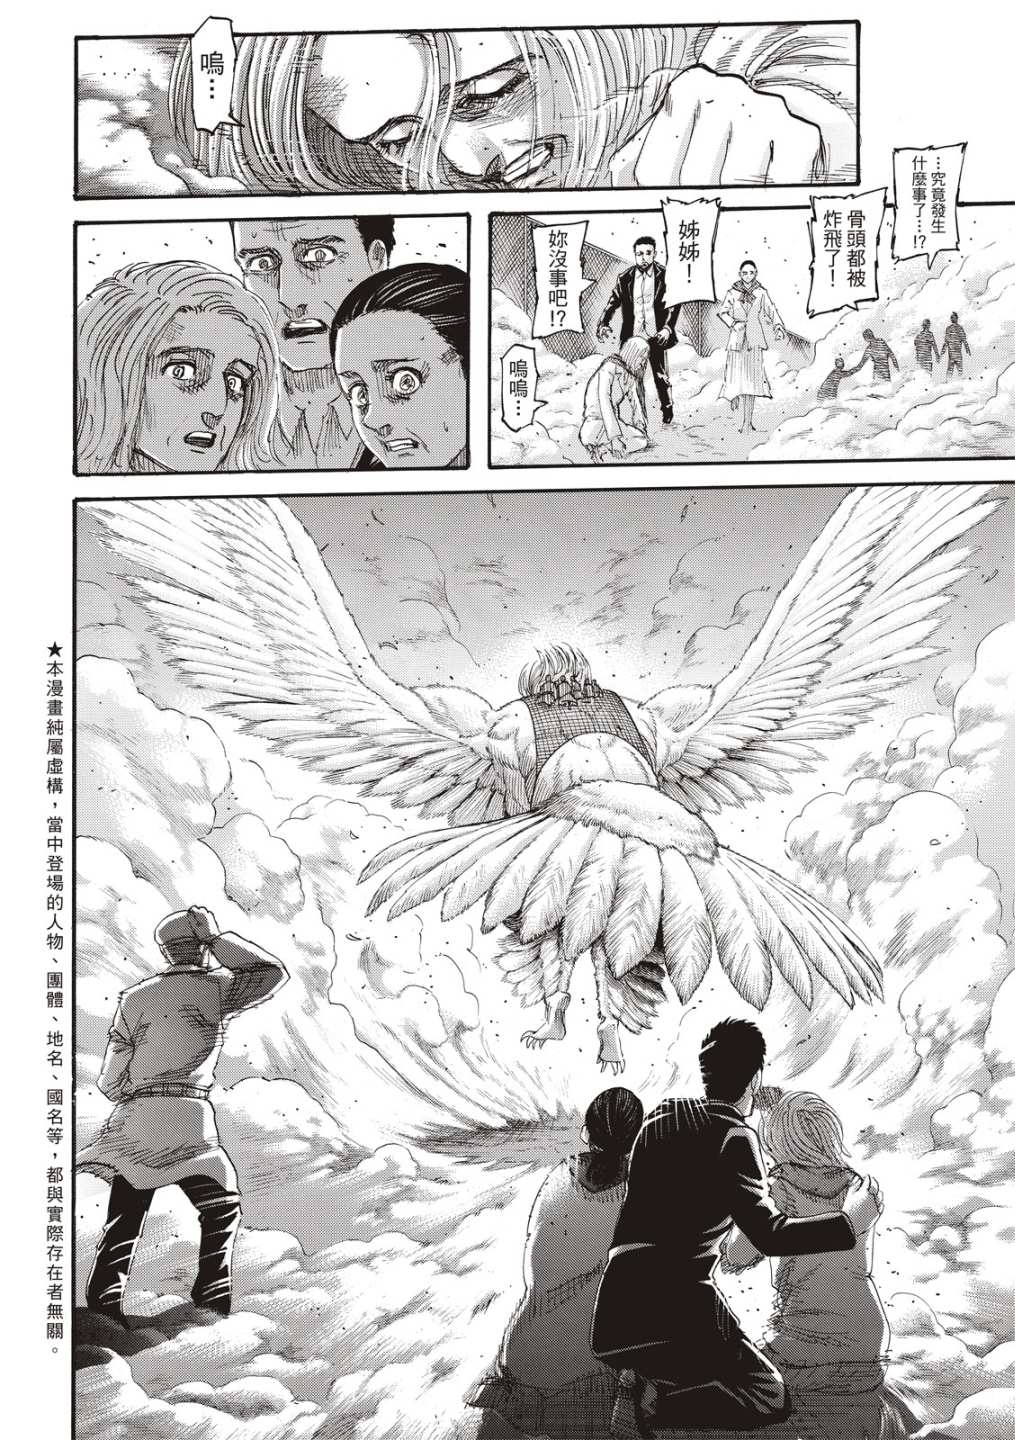 嗚…
…究竟發生
什麼事了…!?
骨頭都被
炸飛了！
姊姊！
妳沒事吧!?
嗚嗚…
★本漫畫純屬虛構，當中登場的人物、團體、地名、國名等，都與實際存在者無關。